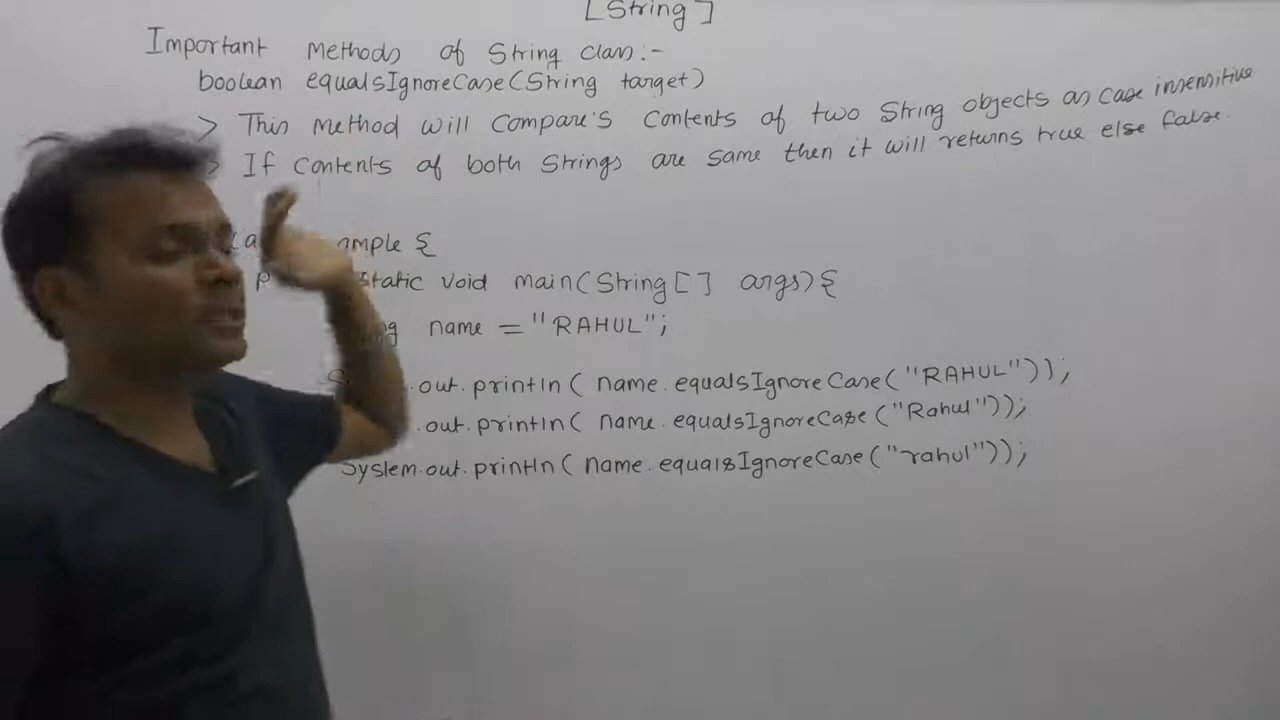 [String]
Important Methods of String class:-
boolean equalsIgnoreCase(String target)
> This Method will Compare's Contents of two String objects as case insensitive
> If Contents of both Strings are same then it will returns true else false.
ample {
static void main(String[] args){
name = "RAHUL";
.out.println( name.equalsIgnoreCase("RAHUL"));
.out.println( name.equalsIgnoreCase("Rahul"));
System.out.println( name.equalsIgnoreCase("rahul"));